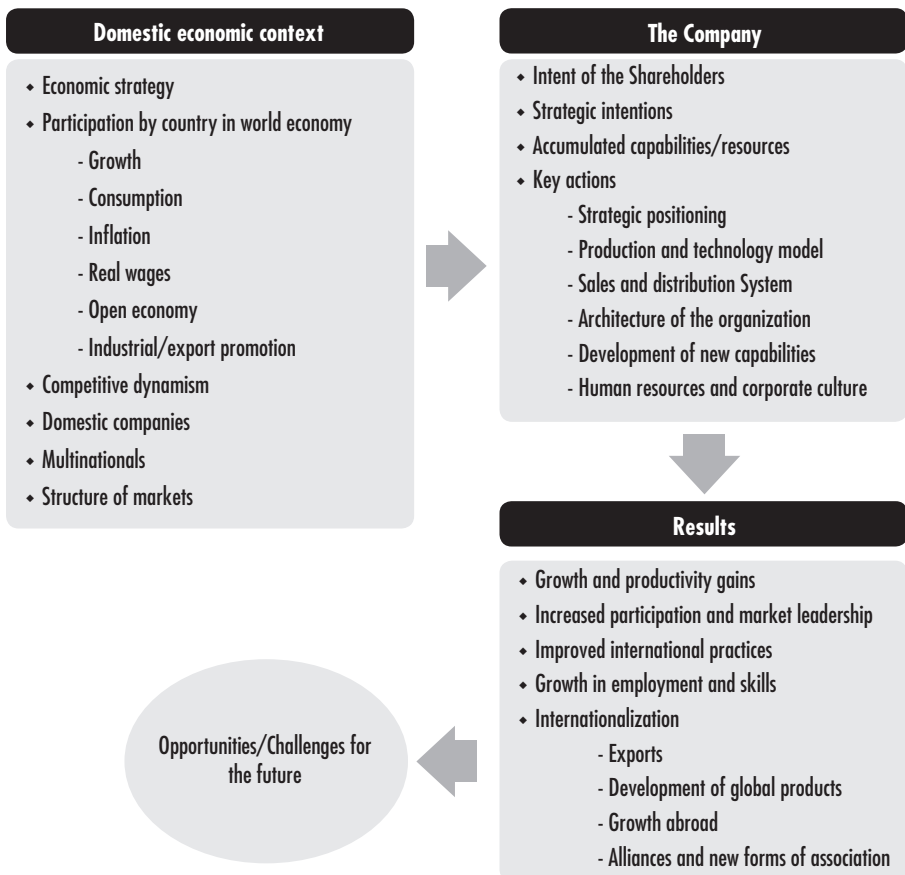 Domestic economic context
⬥ Economic strategy
⬥ Participation by country in world economy
- Growth
- Consumption
- Inflation
- Real wages
- Open economy
- Industrial/export promotion
⬥ Competitive dynamism
⬥ Domestic companies
⬥ Multinationals
⬥ Structure of markets
The Company
⬥ Intent of the Shareholders
⬥ Strategic intentions
⬥ Accumulated capabilities/resources
⬥ Key actions
- Strategic positioning
- Production and technology model
- Sales and distribution System
- Architecture of the organization
- Development of new capabilities
- Human resources and corporate culture
Results
⬥ Growth and productivity gains
⬥ Increased participation and market leadership
⬥ Improved international practices
⬥ Growth in employment and skills
⬥ Internationalization
- Exports
- Development of global products
- Growth abroad
- Alliances and new forms of association
Opportunities/Challenges for
the future